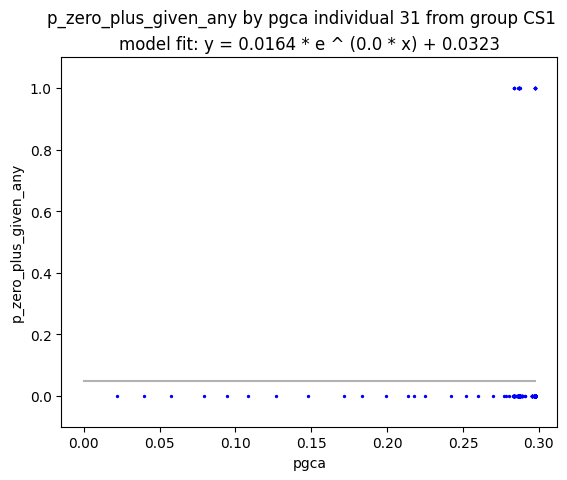 p_zero_plus_given_any by pgca individual 31 from group CS1
model fit: y = 0.0164 * e ^ (0.0 * x) + 0.0323
1.0
0.8
0.6
0.4
0.2
0.0
p_zero_plus_given_any
0.00 0.05 0.10 0.15 0.20 0.25 0.30
pgca